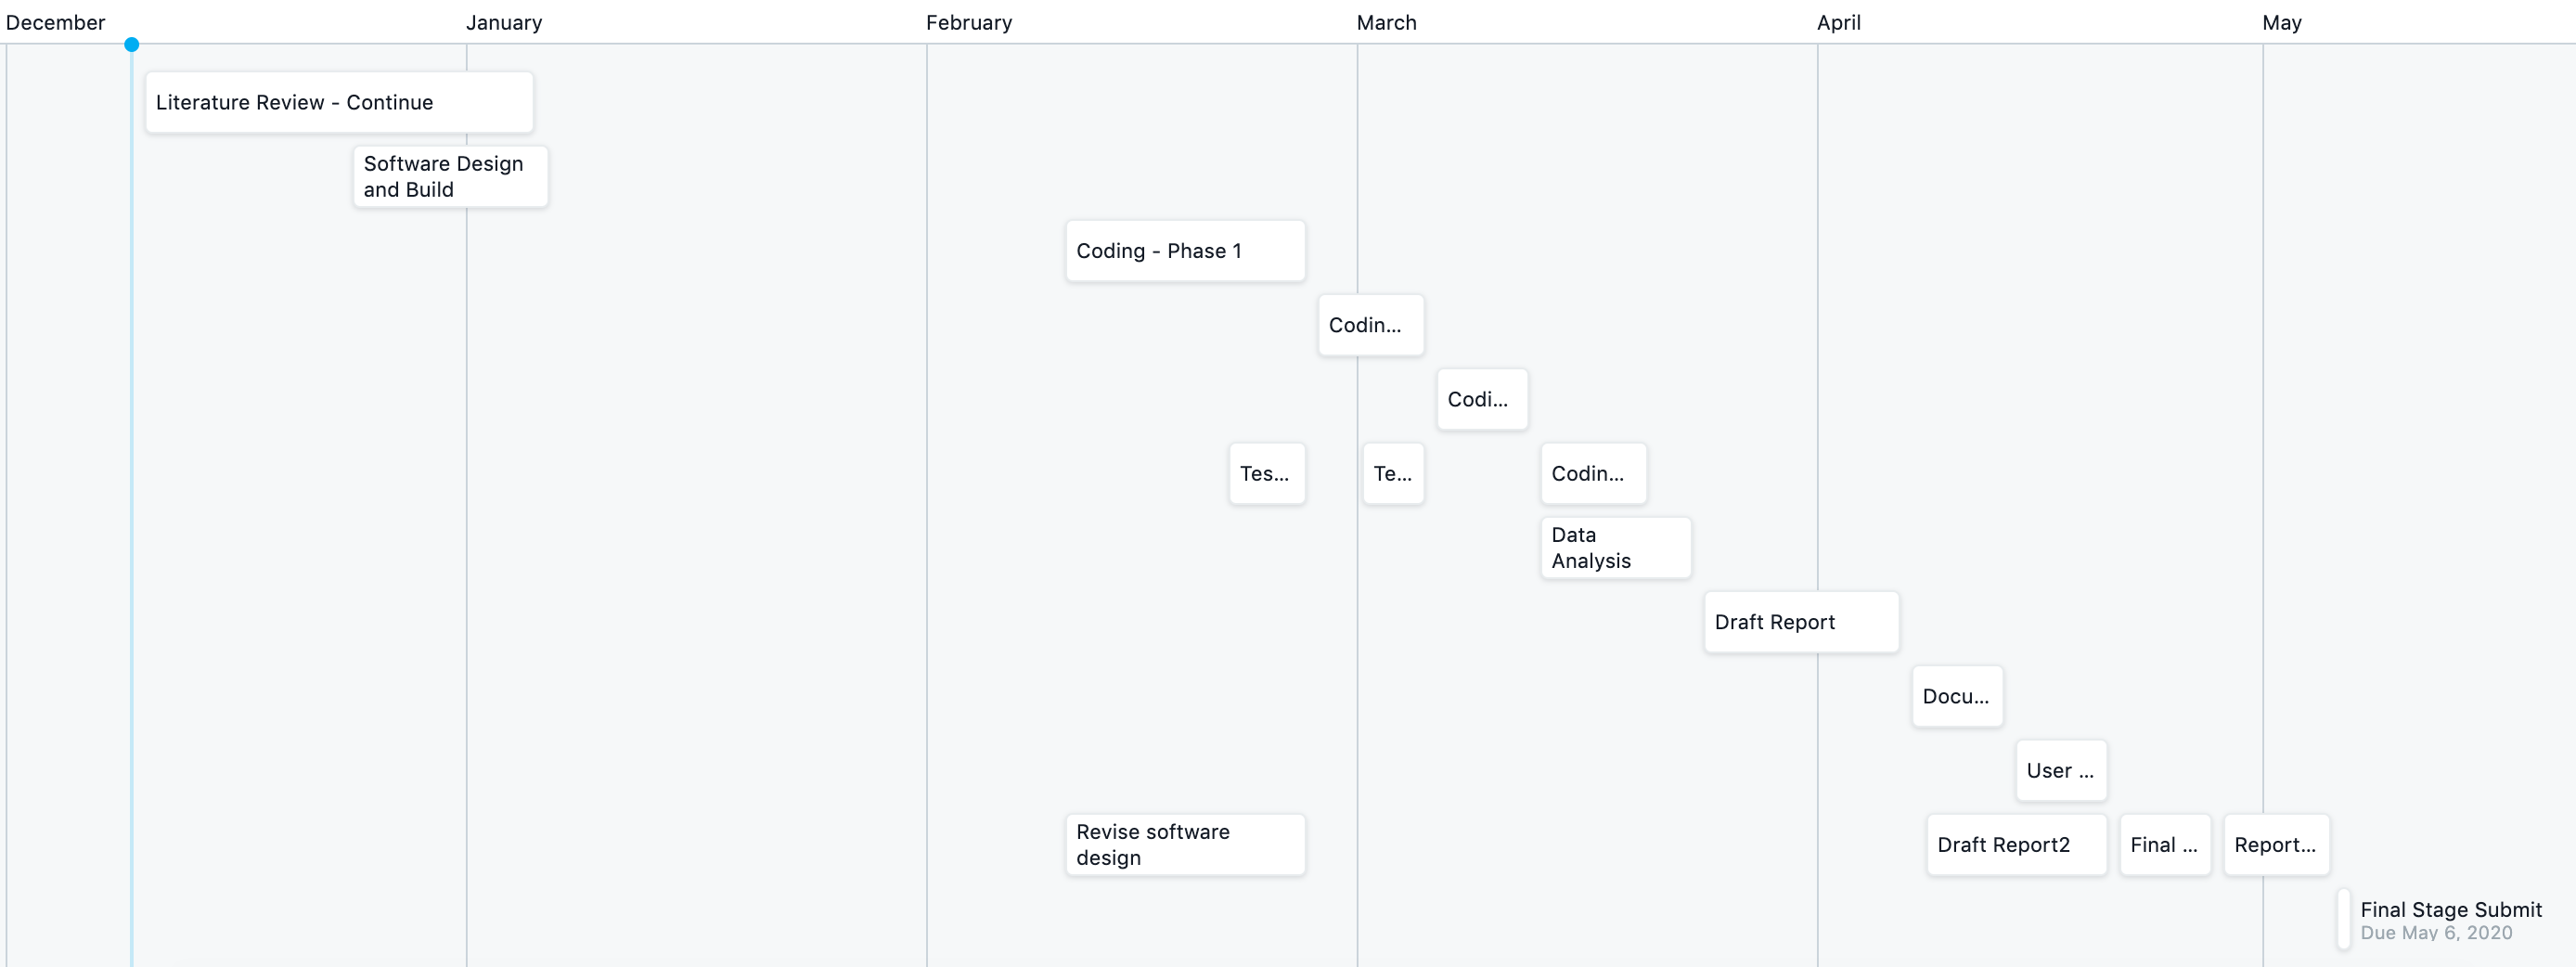 December
January
February
March
April
May
Literature Review - Continue
Software Design
and Build
Coding - Phase 1
Codin...
Codi...
Tes...
Te...
Codin...
Data
Analysis
Draft Report
Docu...
User ...
Revise software
design
Draft Report2
Final ...
Report...
Final Stage Submit
Due May 6, 2020